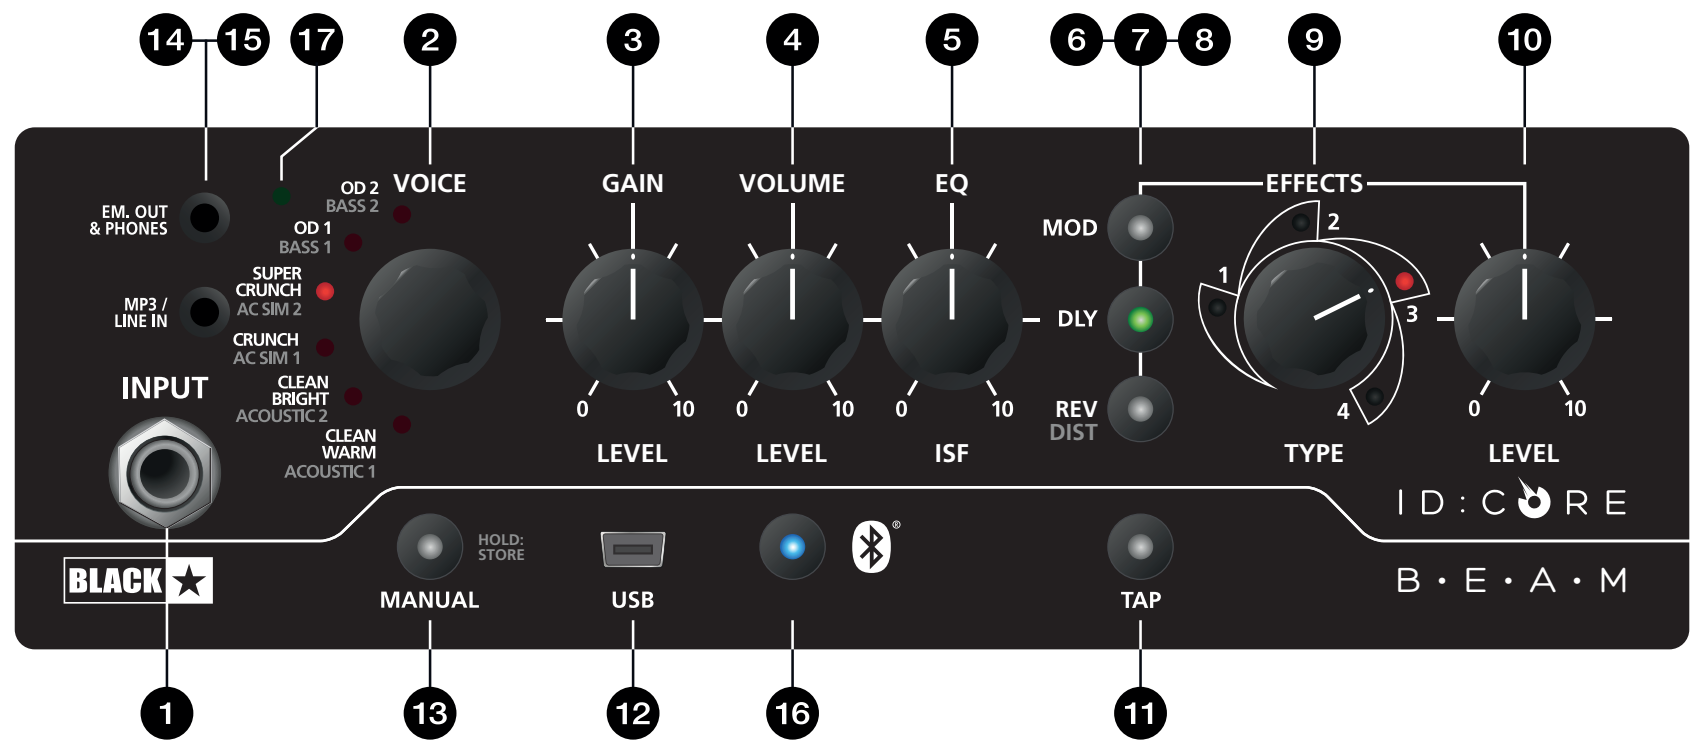 14 15 17 2 3 4 5 6 7 8 9 10
VOICE GAIN VOLUME EQ EFFECTS
EM. OUT
& PHONES
MP3 /
LINE IN
INPUT
OD 2
BASS 2
OD 1
BASS 1
SUPER
CRUNCH
AC SIM 2
CRUNCH
AC SIM 1
CLEAN
BRIGHT
ACOUSTIC 2
CLEAN
WARM
ACOUSTIC 1
0 10
LEVEL
0 10
LEVEL
0 10
ISF
MOD
DLY
REV
DIST
1
2
3
4
TYPE
0 10
LEVEL
ID:CORE
B·E·A·M
BLACK★
HOLD:
STORE
MANUAL
USB
®
TAP
1 13 12 16 11